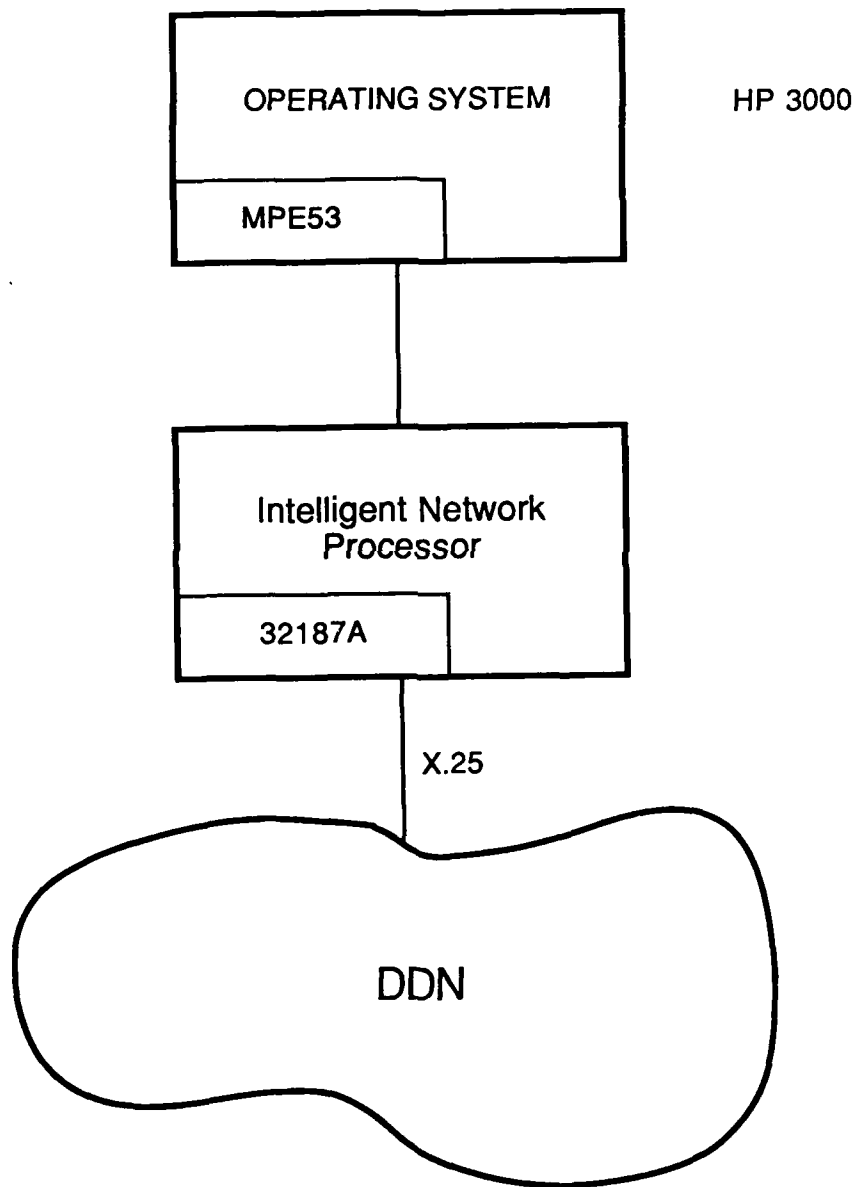 OPERATING SYSTEM
HP 3000
MPE53
Intelligent Network
Processor
32187A
X.25
DDN